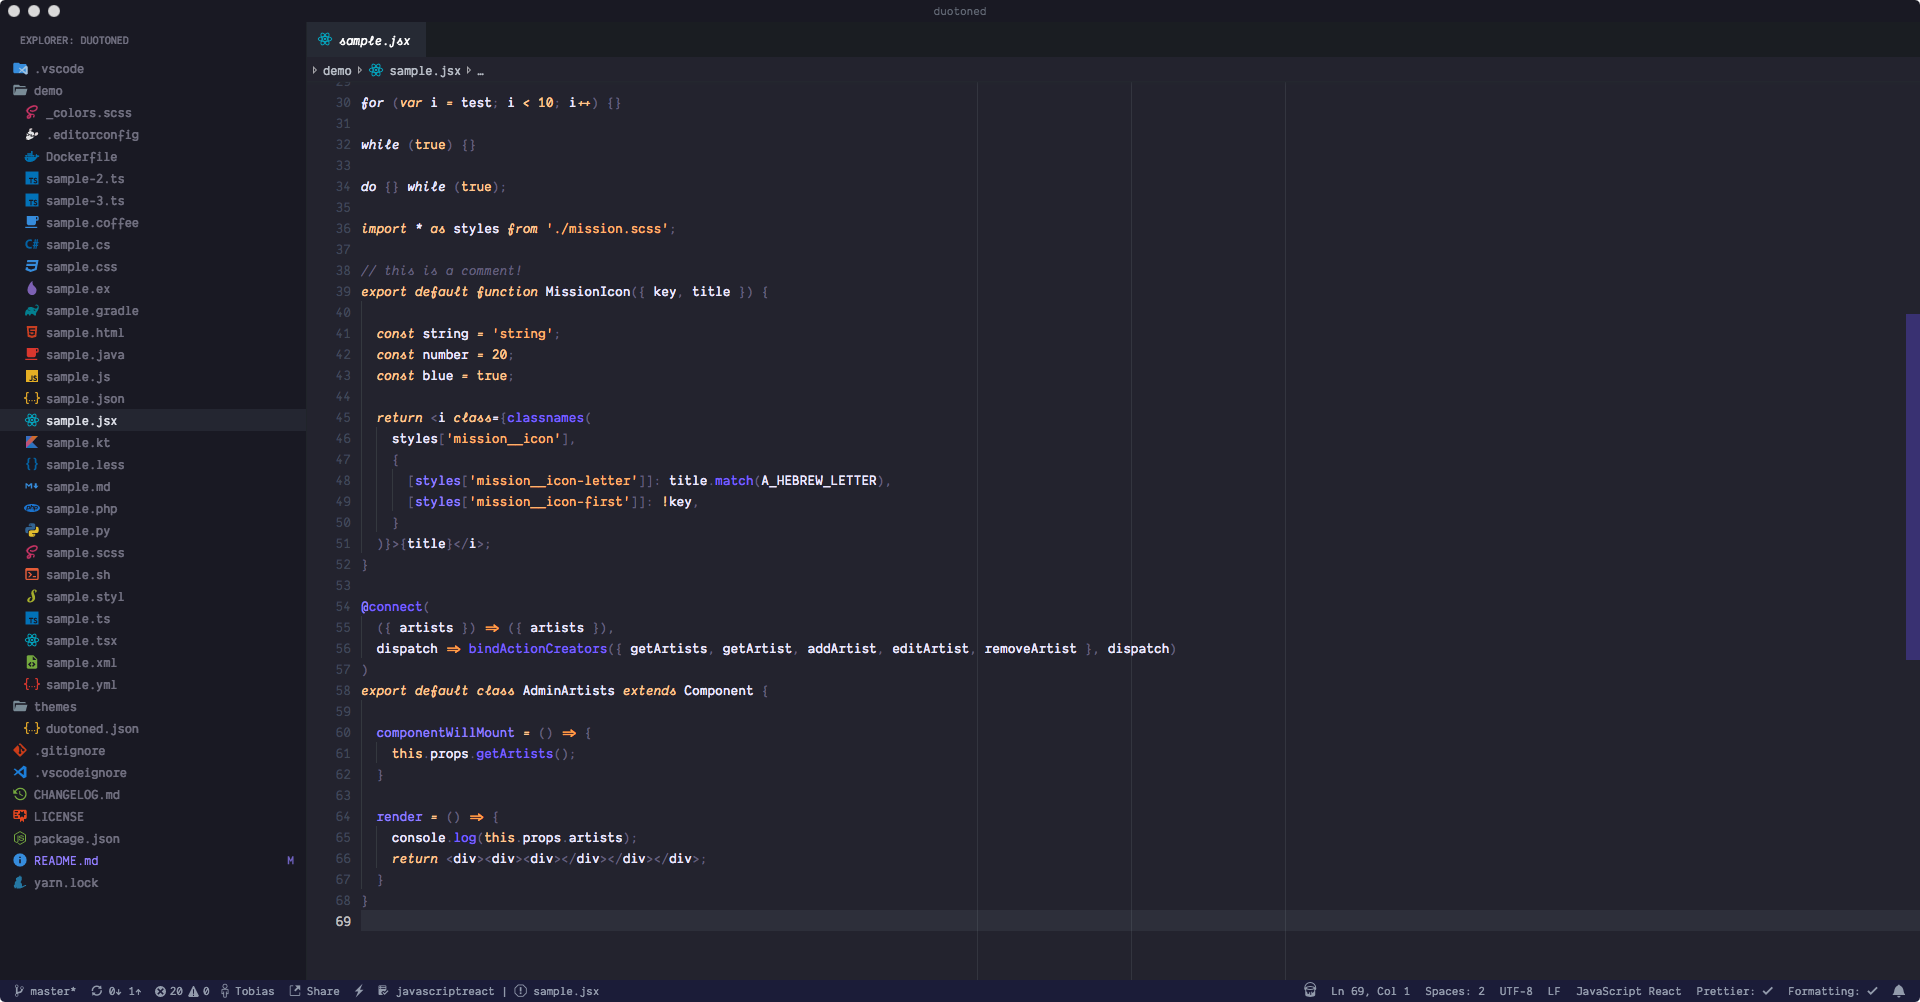 duotoned
EXPLORER: DUOTONED
.vscode
demo
_colors.scss
.editorconfig
Dockerfile
sample-2.ts
sample-3.ts
sample.coffee
sample.cs
sample.css
sample.ex
sample.gradle
sample.html
sample.java
sample.js
sample.json
sample.jsx
sample.kt
sample.less
sample.md
sample.php
sample.py
sample.scss
sample.sh
sample.styl
sample.ts
sample.tsx
sample.xml
sample.yml
themes
duotoned.json
.gitignore
.vscodeignore
CHANGELOG.md
LICENSE
package.json
README.md M
yarn.lock
sample.jsx
demo sample.jsx …
29
30 for (var i = test; i < 10; i++) {}
31
32 while (true) {}
33
34 do {} while (true);
35
36 import * as styles from './mission.scss';
37
38 // this is a comment!
39 export default function MissionIcon({ key, title }) {
40
41 const string = 'string';
42 const number = 20;
43 const blue = true;
44
45 return <i class={classnames(
46 styles['mission__icon'],
47 {
48 [styles['mission__icon-letter']]: title.match(A_HEBREW_LETTER),
49 [styles['mission__icon-first']]: !key,
50 }
51 )}>{title}</i>;
52 }
53
54 @connect(
55 ({ artists }) => ({ artists }),
56 dispatch => bindActionCreators({ getArtists, getArtist, addArtist, editArtist, removeArtist }, dispatch)
57 )
58 export default class AdminArtists extends Component {
59
60 componentWillMount = () => {
61 this.props.getArtists();
62 }
63
64 render = () => {
65 console.log(this.props.artists);
66 return <div><div><div></div></div></div>;
67 }
68 }
69
master* 0↓ 1↑ 20 0 Tobias Share javascriptreact | sample.jsx Ln 69, Col 1 Spaces: 2 UTF-8 LF JavaScript React Prettier: ✓ Formatting: ✓